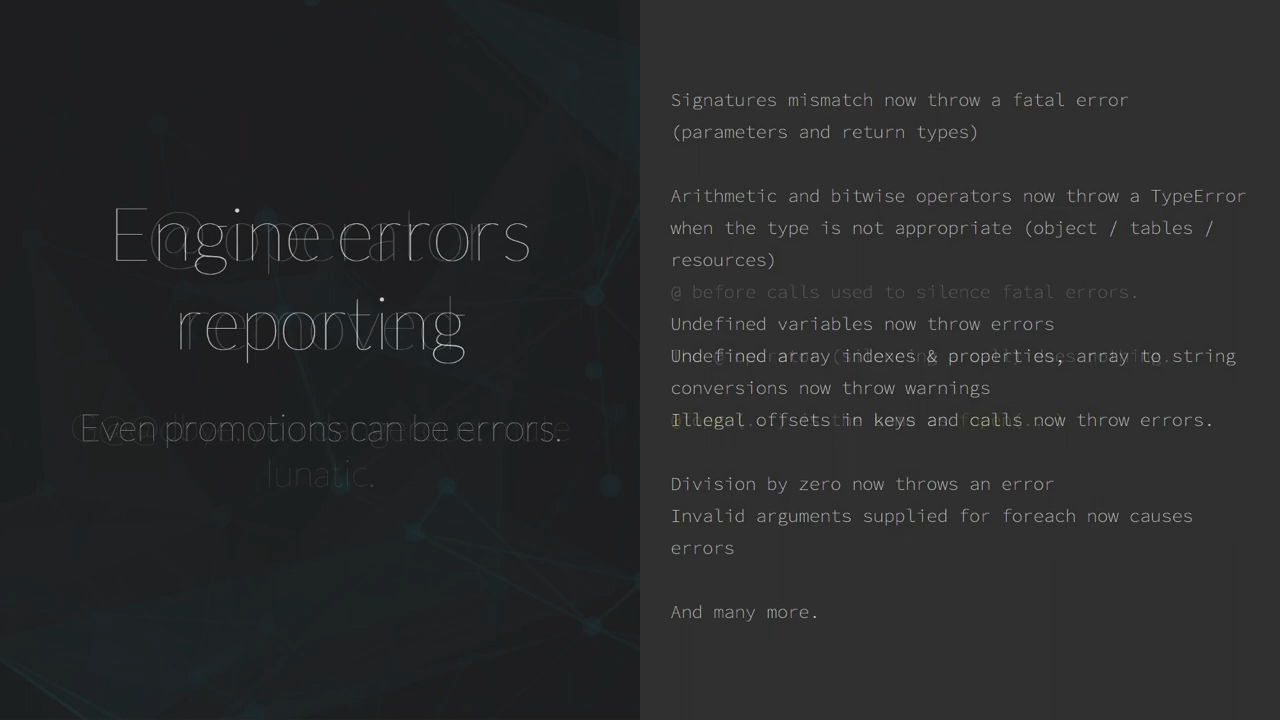 Engine errors
reporting
Even promotions can be errors.
lunatic.
Signatures mismatch now throw a fatal error
(parameters and return types)
Arithmetic and bitwise operators now throw a TypeError
when the type is not appropriate (object / tables /
resources)
@ before calls used to silence fatal errors.
Undefined variables now throw errors
Undefined array indexes & properties, array to string
conversions now throw warnings
Illegal offsets in keys and calls now throw errors.
Division by zero now throws an error
Invalid arguments supplied for foreach now causes
errors
And many more.